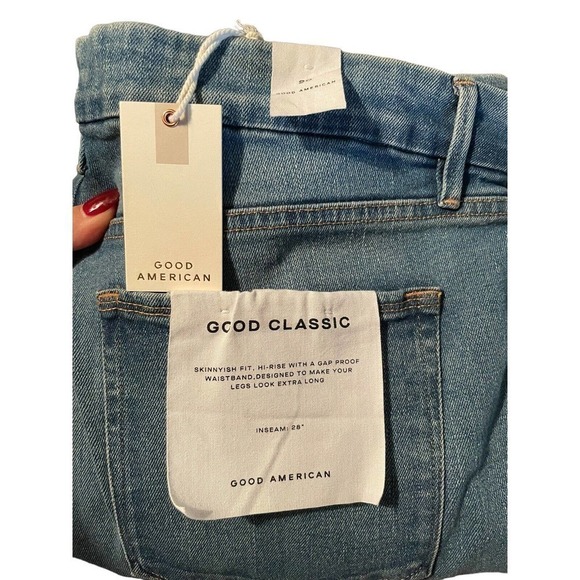 GOOD AMERICAN
GOOD
AMERICAN
GOOD CLASSIC
SKINNYISH FIT, HI-RISE WITH A GAP PROOF
WAISTBAND,DESIGNED TO MAKE YOUR
LEGS LOOK EXTRA LONG
INSEAM: 28"
GOOD AMERICAN